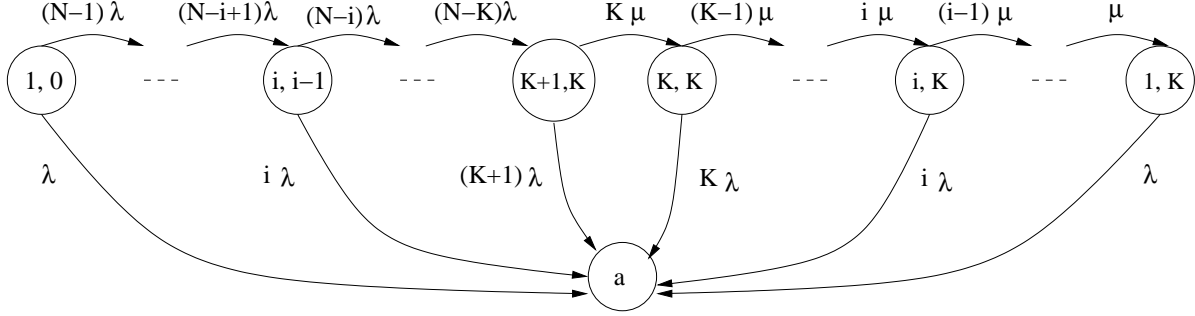 (N−1) λ (N−i+1) λ (N−i) λ (N−K) λ K μ (K−1) μ i μ (i−1) μ μ
1, 0 --- i, i−1 --- K+1,K K, K --- i, K --- 1, K
λ i λ (K+1) λ K λ i λ λ
a